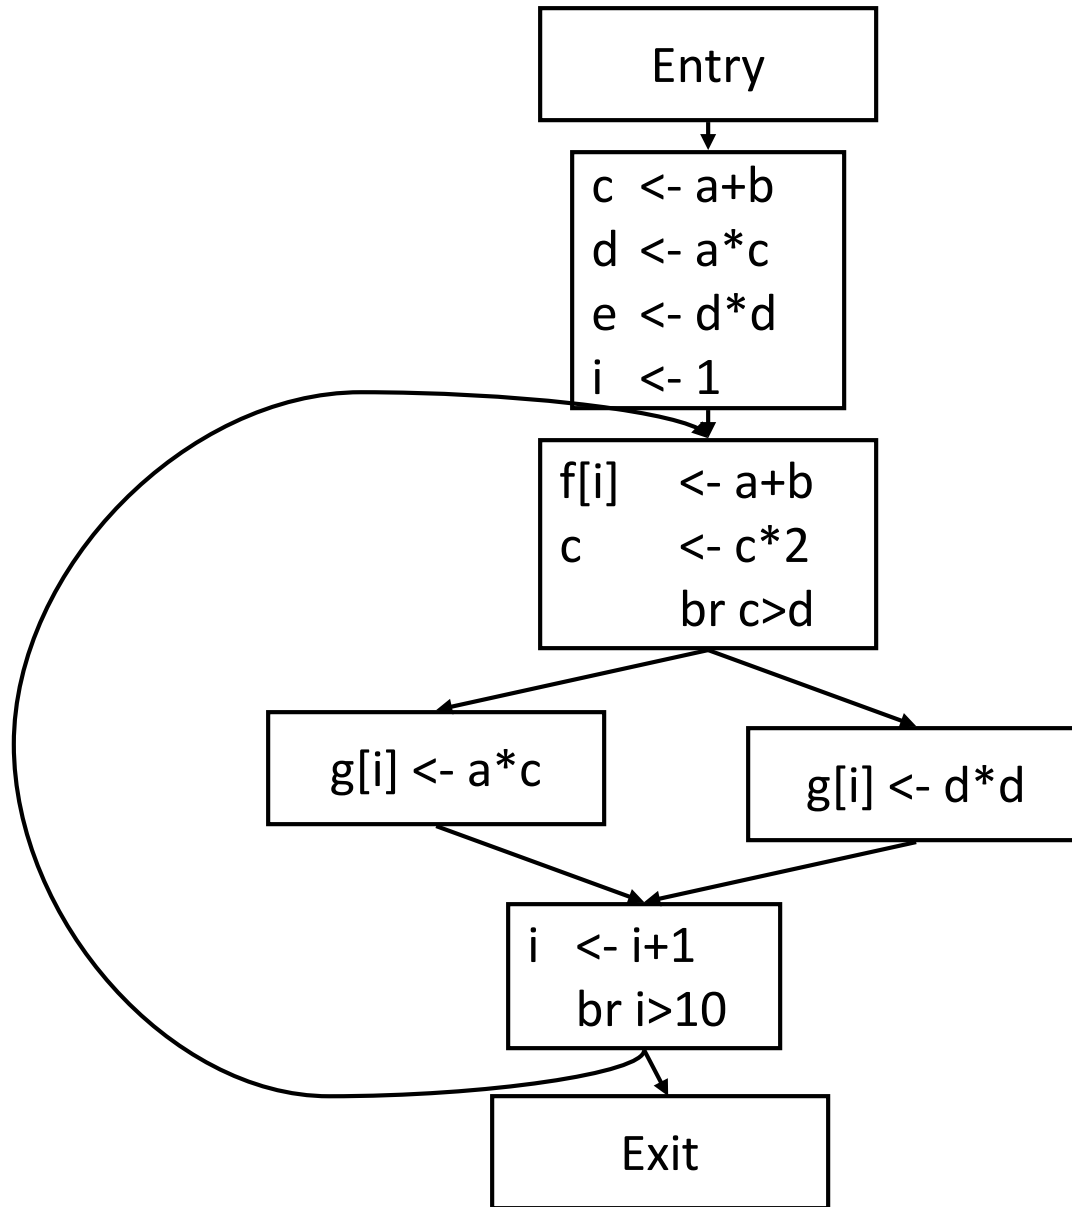 Entry
c <- a+b
d <- a*c
e <- d*d
i <- 1
f[i] <- a+b
c <- c*2
br c>d
g[i] <- a*c
g[i] <- d*d
i <- i+1
br i>10
Exit